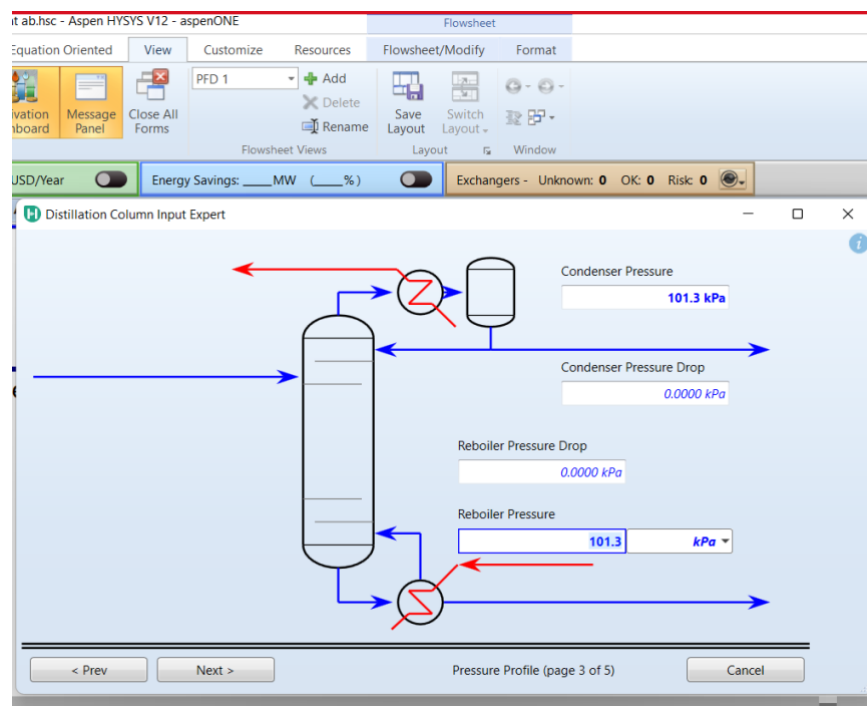 t ab.hsc - Aspen HYSYS V12 - aspenONE
Flowsheet
Equation Oriented View Customize Resources Flowsheet/Modify Format
PFD 1 Add
Delete
Rename
Message Panel
Close All Forms
Save Layout
Switch Layout
Flowsheet Views Layout Window
USD/Year Energy Savings: ____MW (____%) Exchangers - Unknown: 0 OK: 0 Risk: 0
Distillation Column Input Expert
Condenser Pressure
101.3 kPa
Condenser Pressure Drop
0.0000 kPa
Reboiler Pressure Drop
0.0000 kPa
Reboiler Pressure
101.3 kPa
< Prev Next > Pressure Profile (page 3 of 5) Cancel